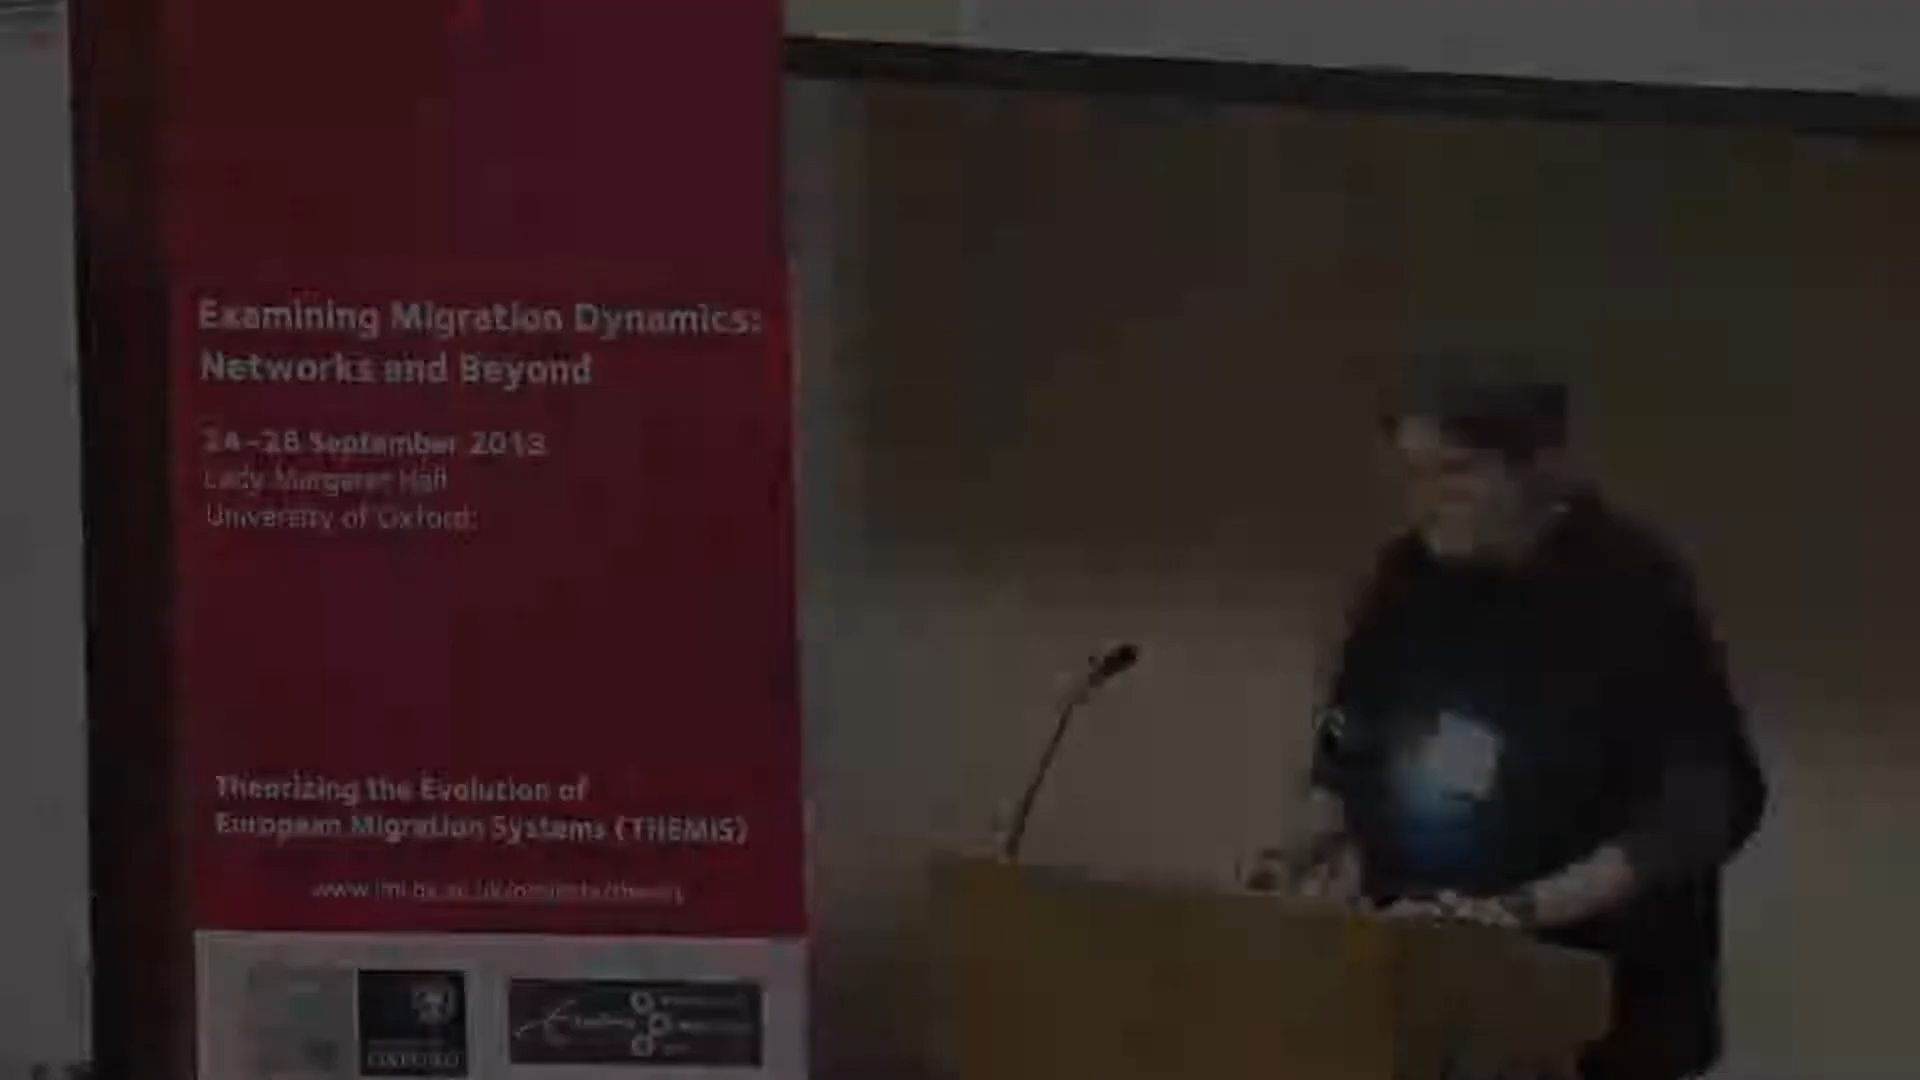 Examining Migration Dynamics:
Networks and Beyond
24–26 September 2013
Lady Margaret Hall
University of Oxford
Theorizing the Evolution of
European Migration Systems (THEMIS)
OXFORD